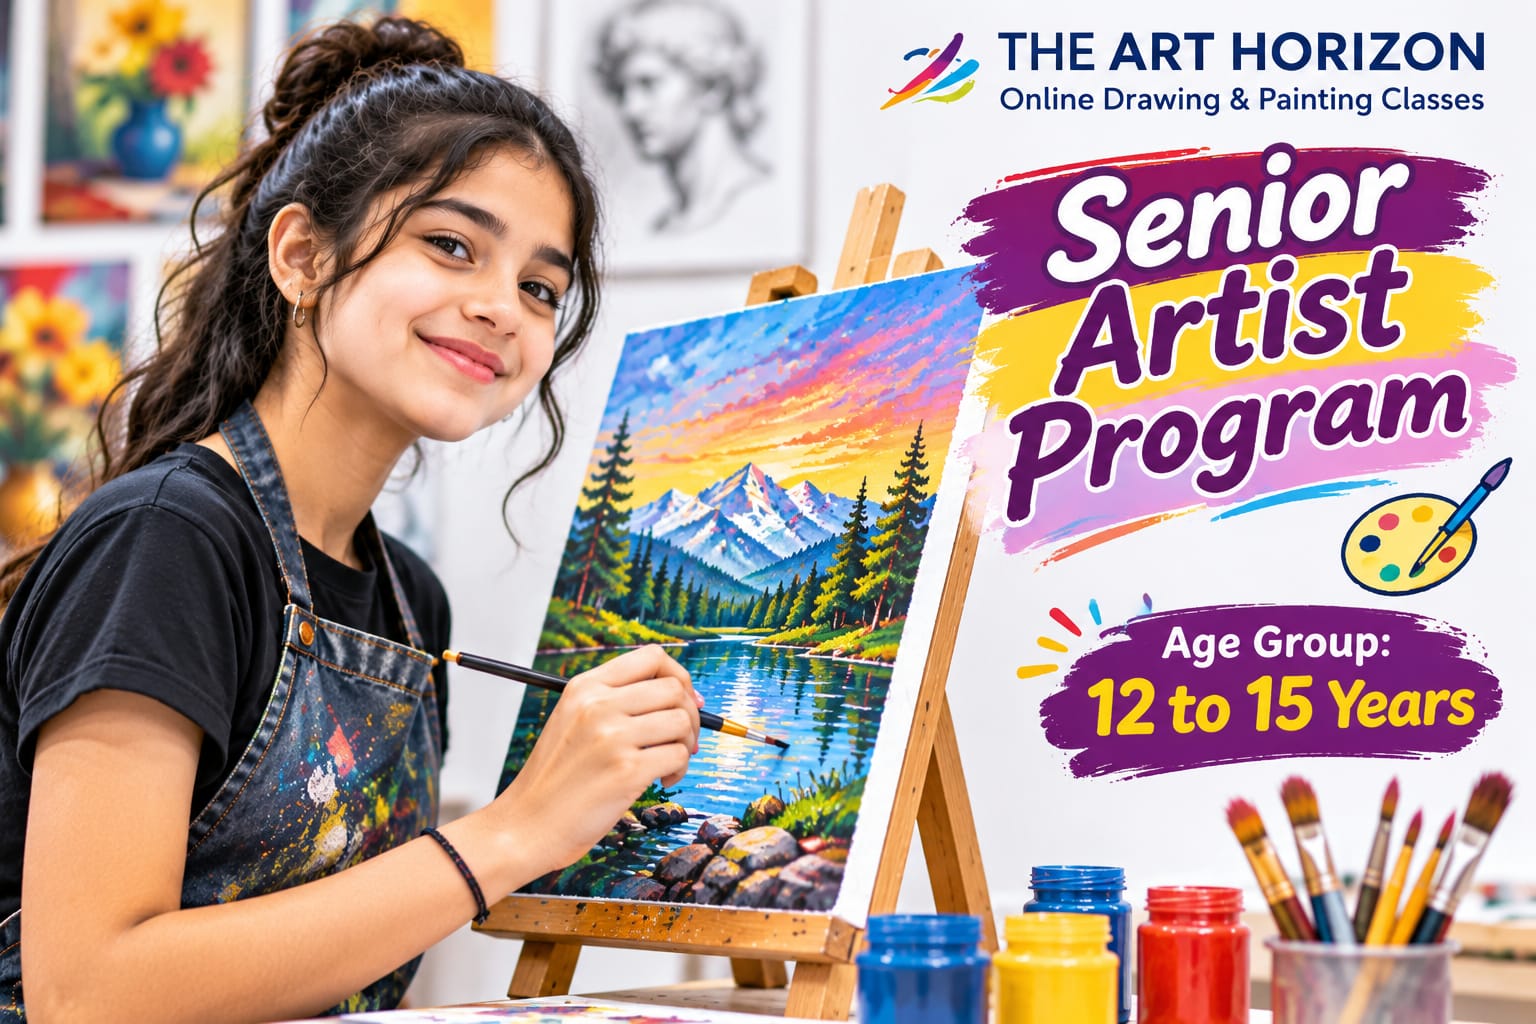 THE ART HORIZON
Online Drawing & Painting Classes
Senior
Artist
Program
Age Group:
12 to 15 Years